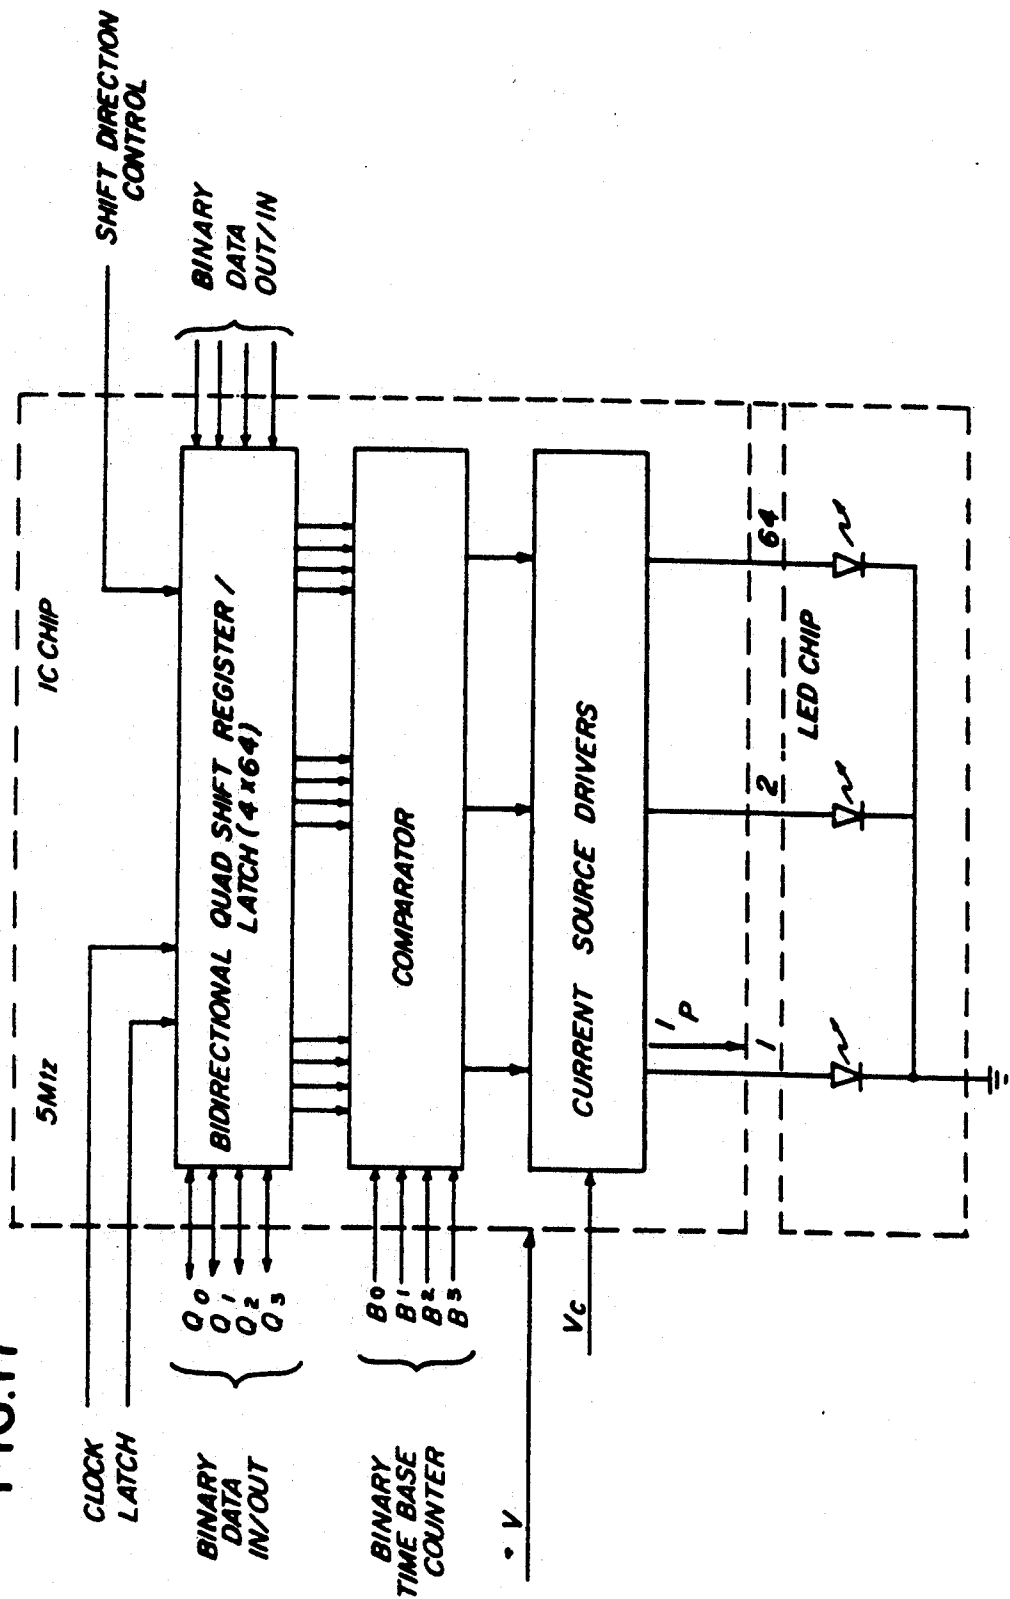 CLOCK
LATCH
5M1z
IC CHIP
SHIFT DIRECTION
CONTROL
BINARY
DATA
IN/OUT
Q0
Q1
Q2
Q3
BIDIRECTIONAL QUAD SHIFT REGISTER /
LATCH (4 x 64)
BINARY
DATA
OUT/IN
BINARY
TIME BASE
COUNTER
B0
B1
B2
B3
COMPARATOR
V
Vc
CURRENT SOURCE DRIVERS
IP
1
2
64
LED CHIP